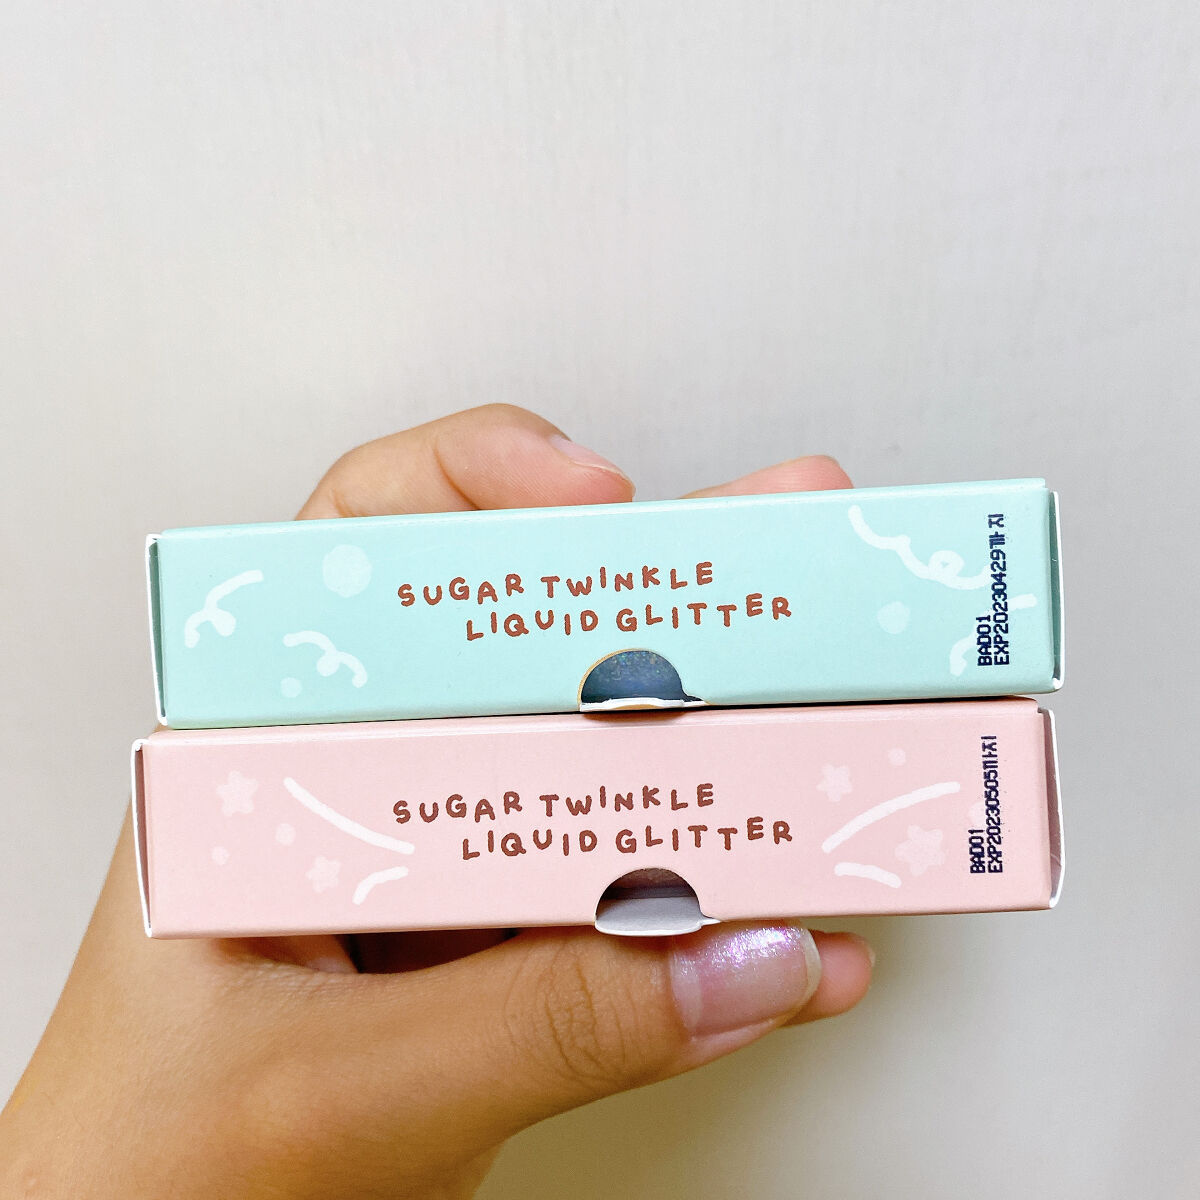 SUGAR TWINKLE
LIQUID GLITTER
BAD01
EXP20230429까지
SUGAR TWINKLE
LIQUID GLITTER
BAD01
EXP20230505까지